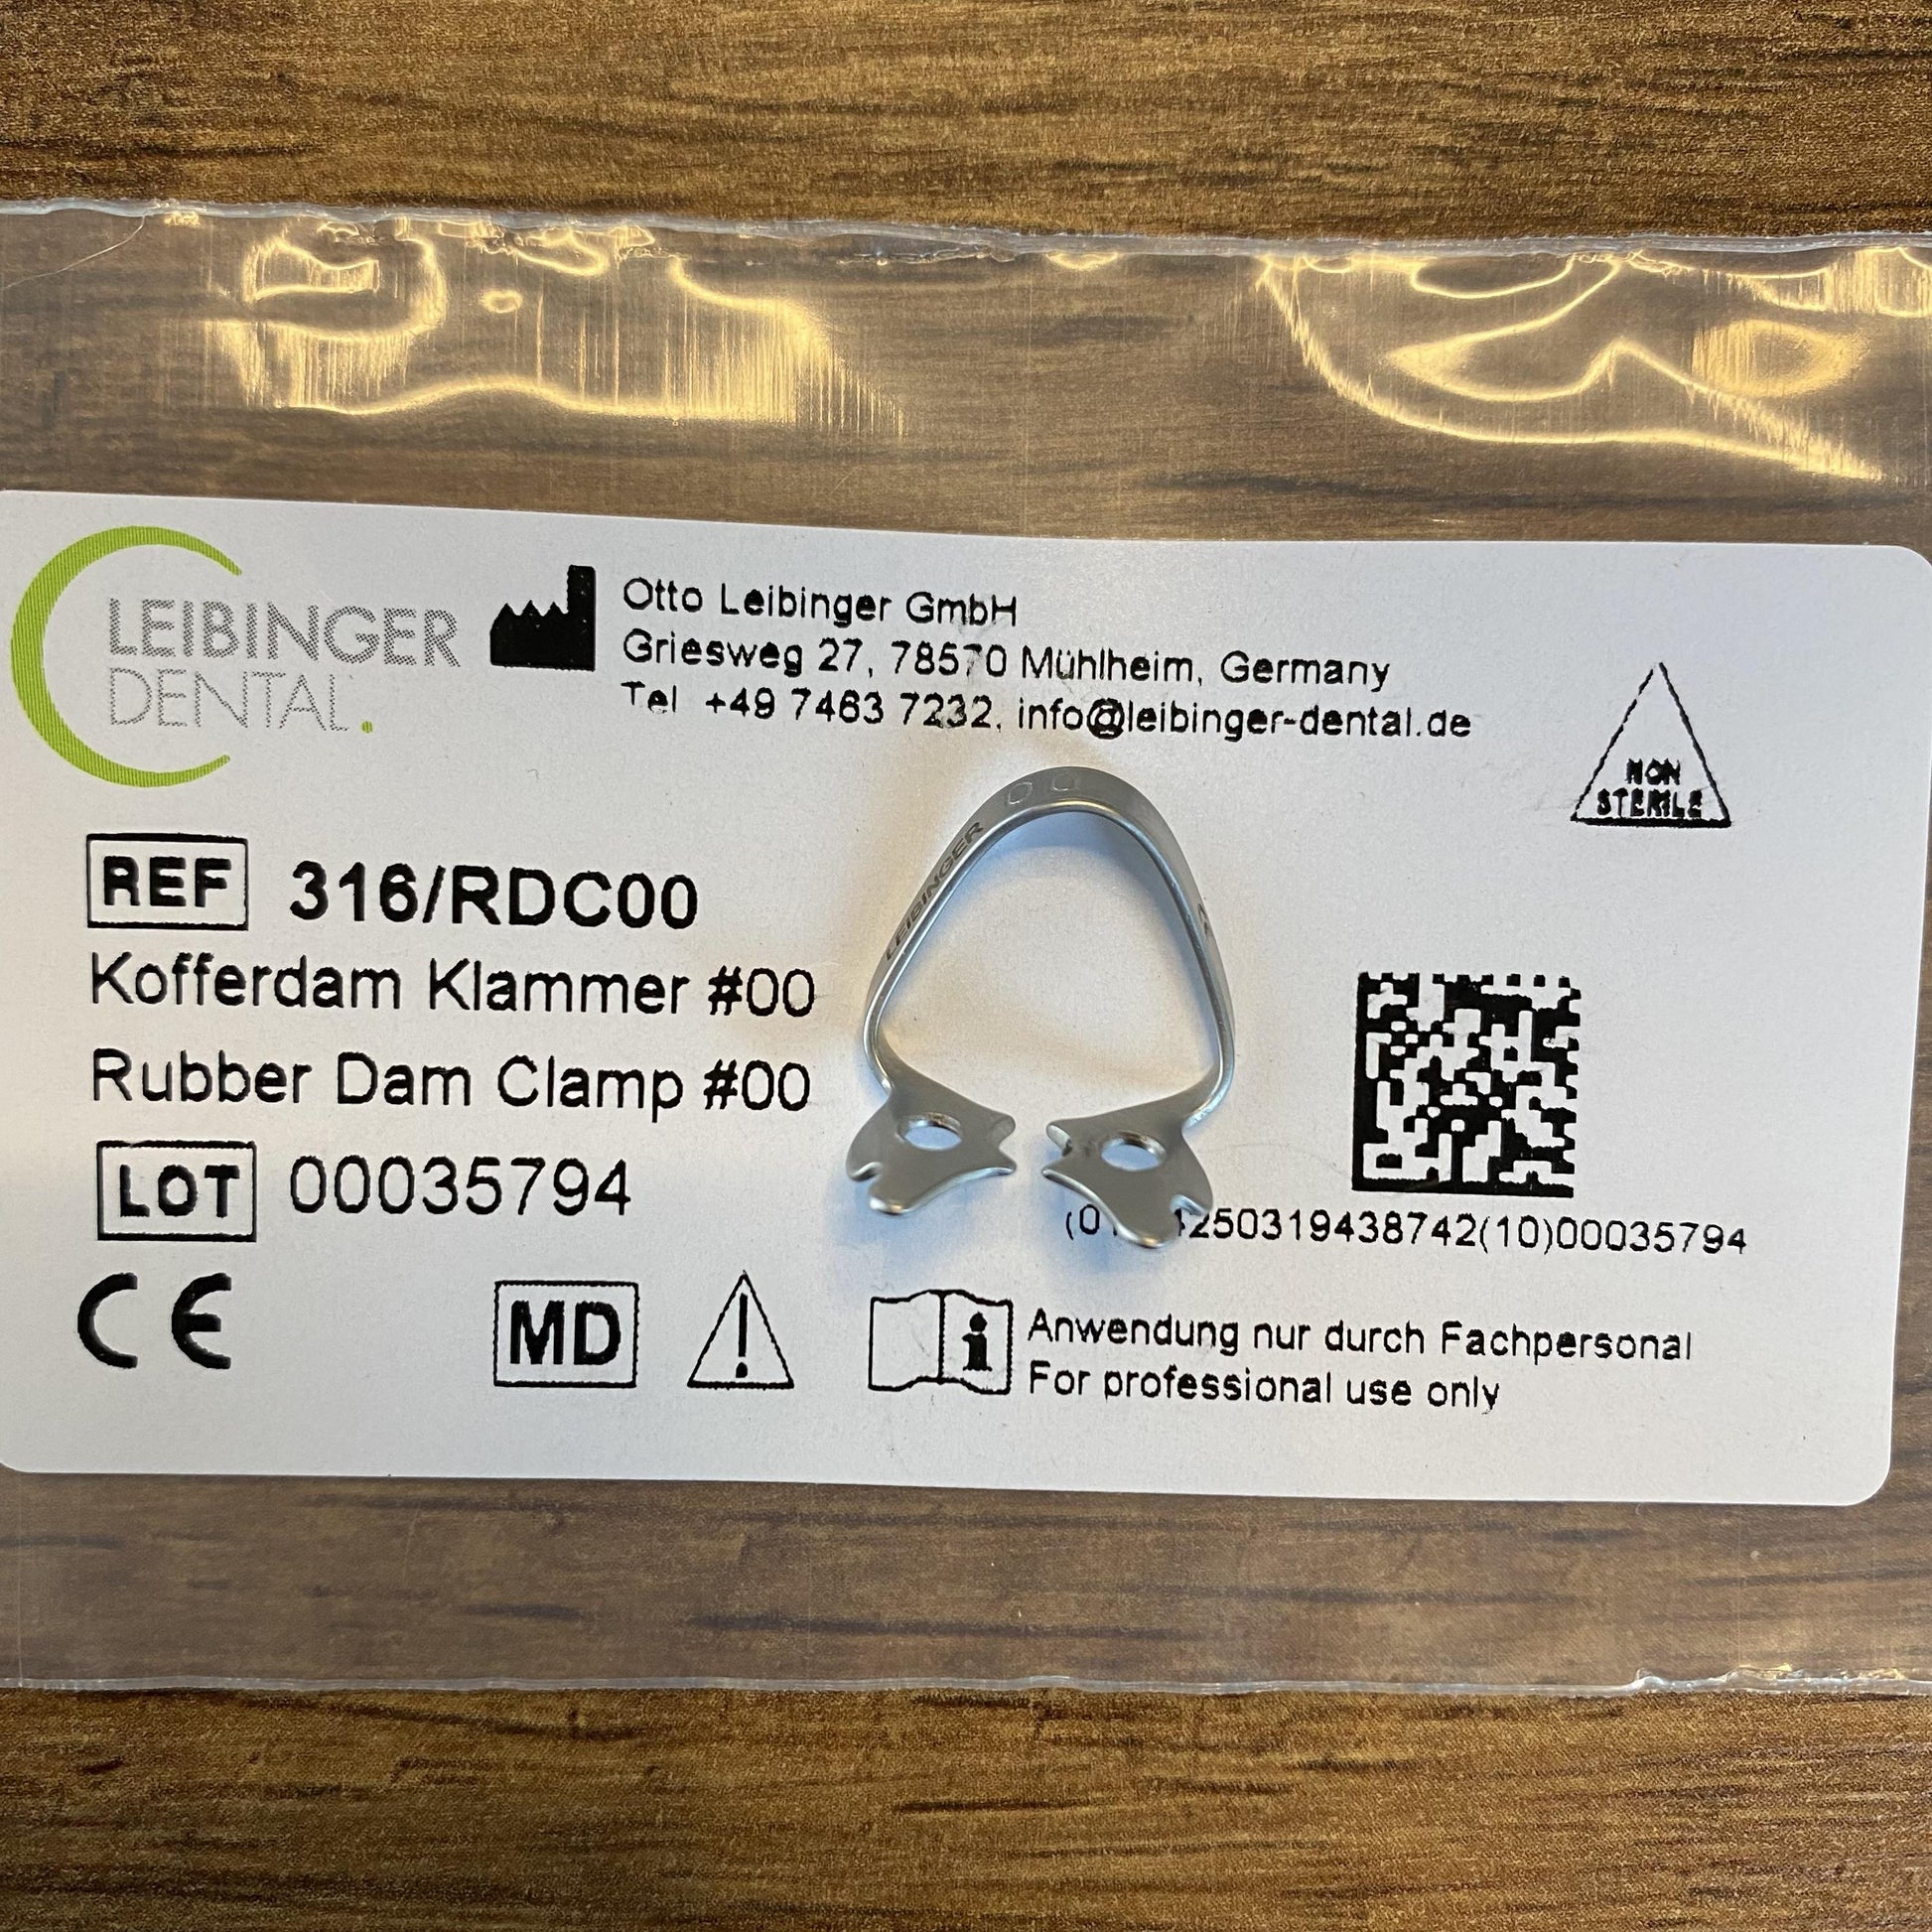 LEIBINGER
DENTAL.
Otto Leibinger GmbH
Griesweg 27, 78570 Mühlheim, Germany
Tel +49 7463 7232, info@leibinger-dental.de
NON
STERILE
00
LEIBINGER
REF 316/RDC00
Kofferdam Klammer #00
Rubber Dam Clamp #00
LOT 00035794
250319438742(10)00035794
CE
MD
Anwendung nur durch Fachpersonal
For professional use only